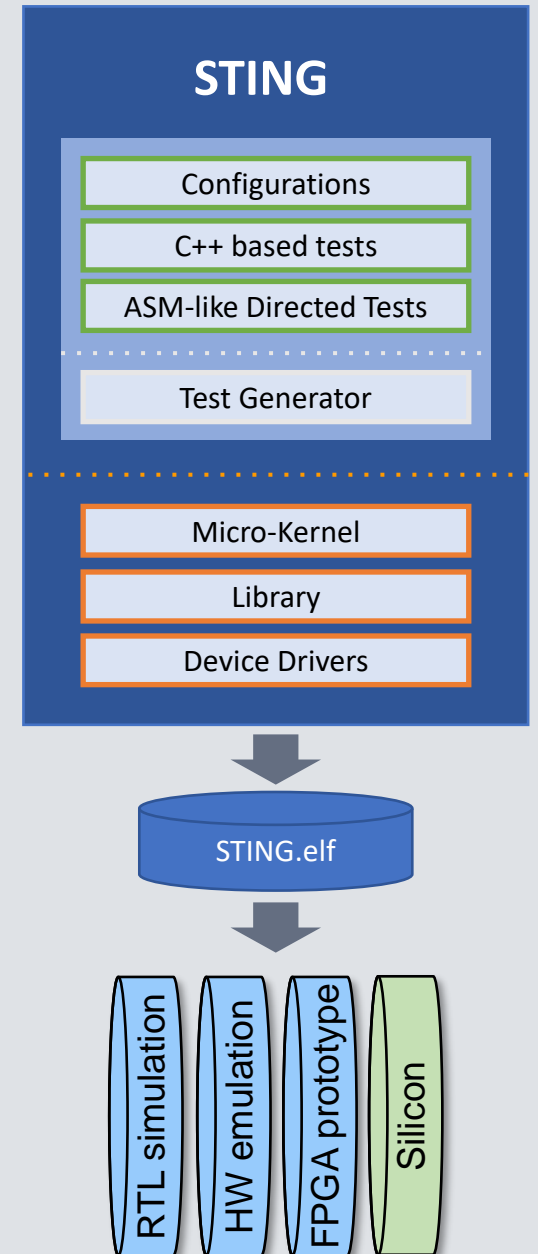 STING
Configurations
C++ based tests
ASM-like Directed Tests
Test Generator
Micro-Kernel
Library
Device Drivers
STING.elf
RTL simulation
HW emulation
FPGA prototype
Silicon